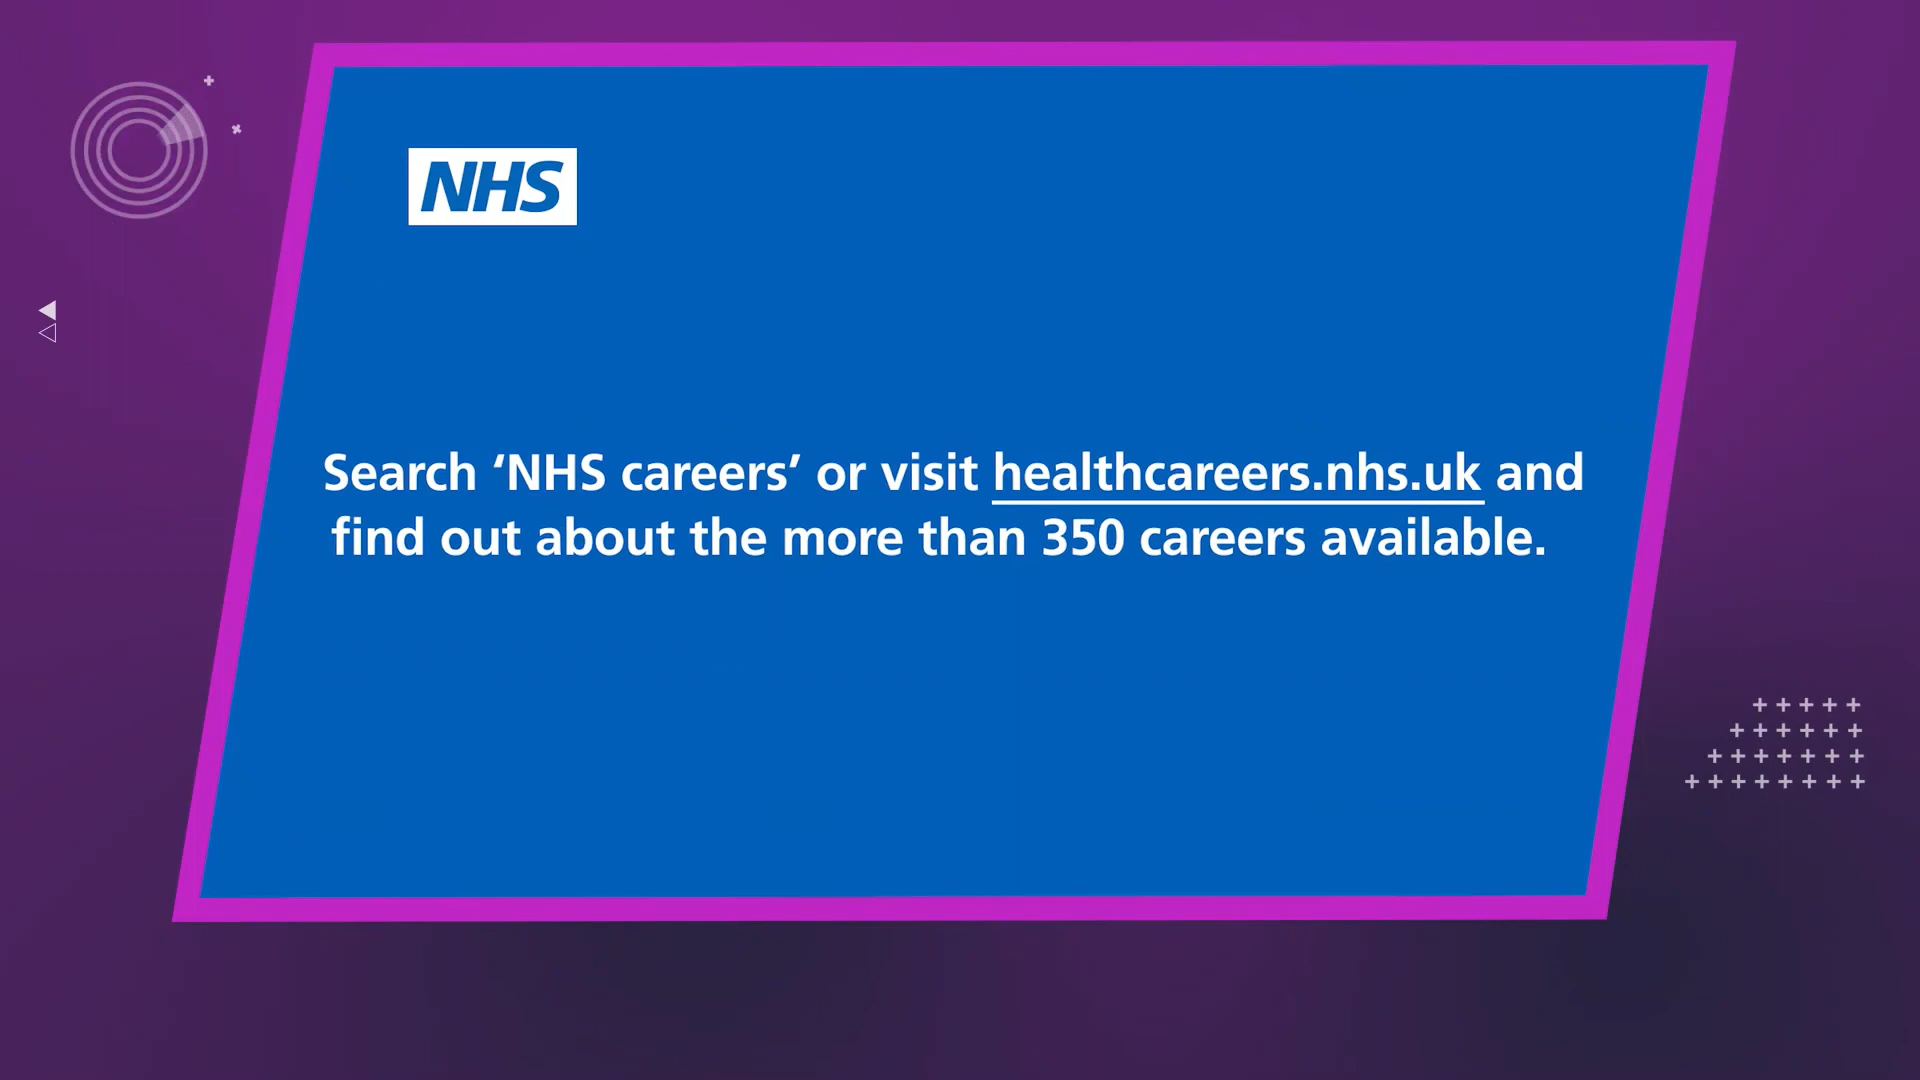 NHS
Search ‘NHS careers’ or visit healthcareers.nhs.uk and
find out about the more than 350 careers available.